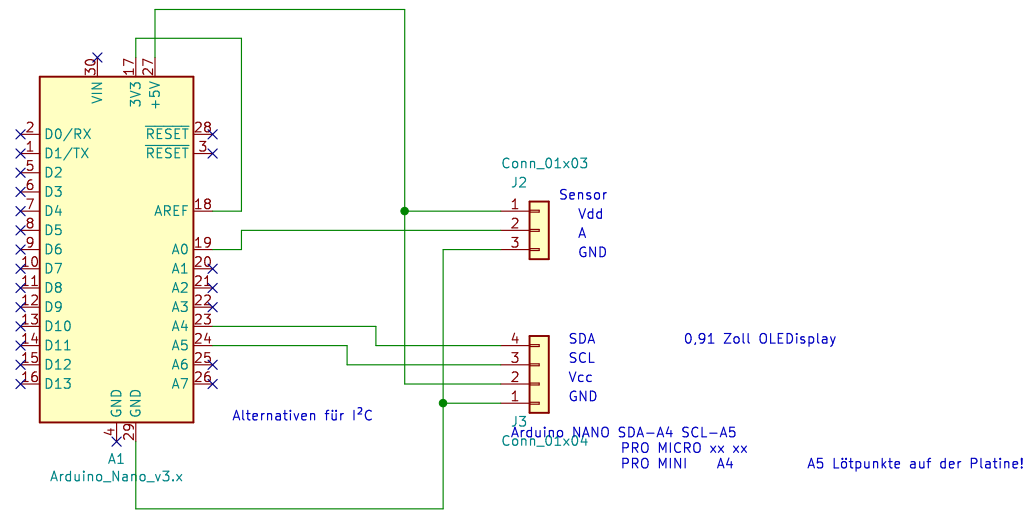 30
17
27
VIN
3V3
+5V
2 D0/RX
1 D1/TX
5 D2
6 D3
7 D4
8 D5
9 D6
10 D7
11 D8
12 D9
13 D10
14 D11
15 D12
16 D13
RESET 28
RESET 3
AREF 18
A0 19
A1 20
A2 21
A3 22
A4 23
A5 24
A6 25
A7 26
GND
GND
4
29
A1
Arduino_Nano_v3.x
Conn_01x03
J2
Sensor
1 Vdd
2 A
3 GND
4 SDA
3 SCL
2 Vcc
1 GND
0,91 Zoll OLEDisplay
J3
Conn_01x04
Alternativen für I²C
Arduino NANO SDA-A4 SCL-A5
PRO MICRO xx xx
PRO MINI A4 A5 Lötpunkte auf der Platine!